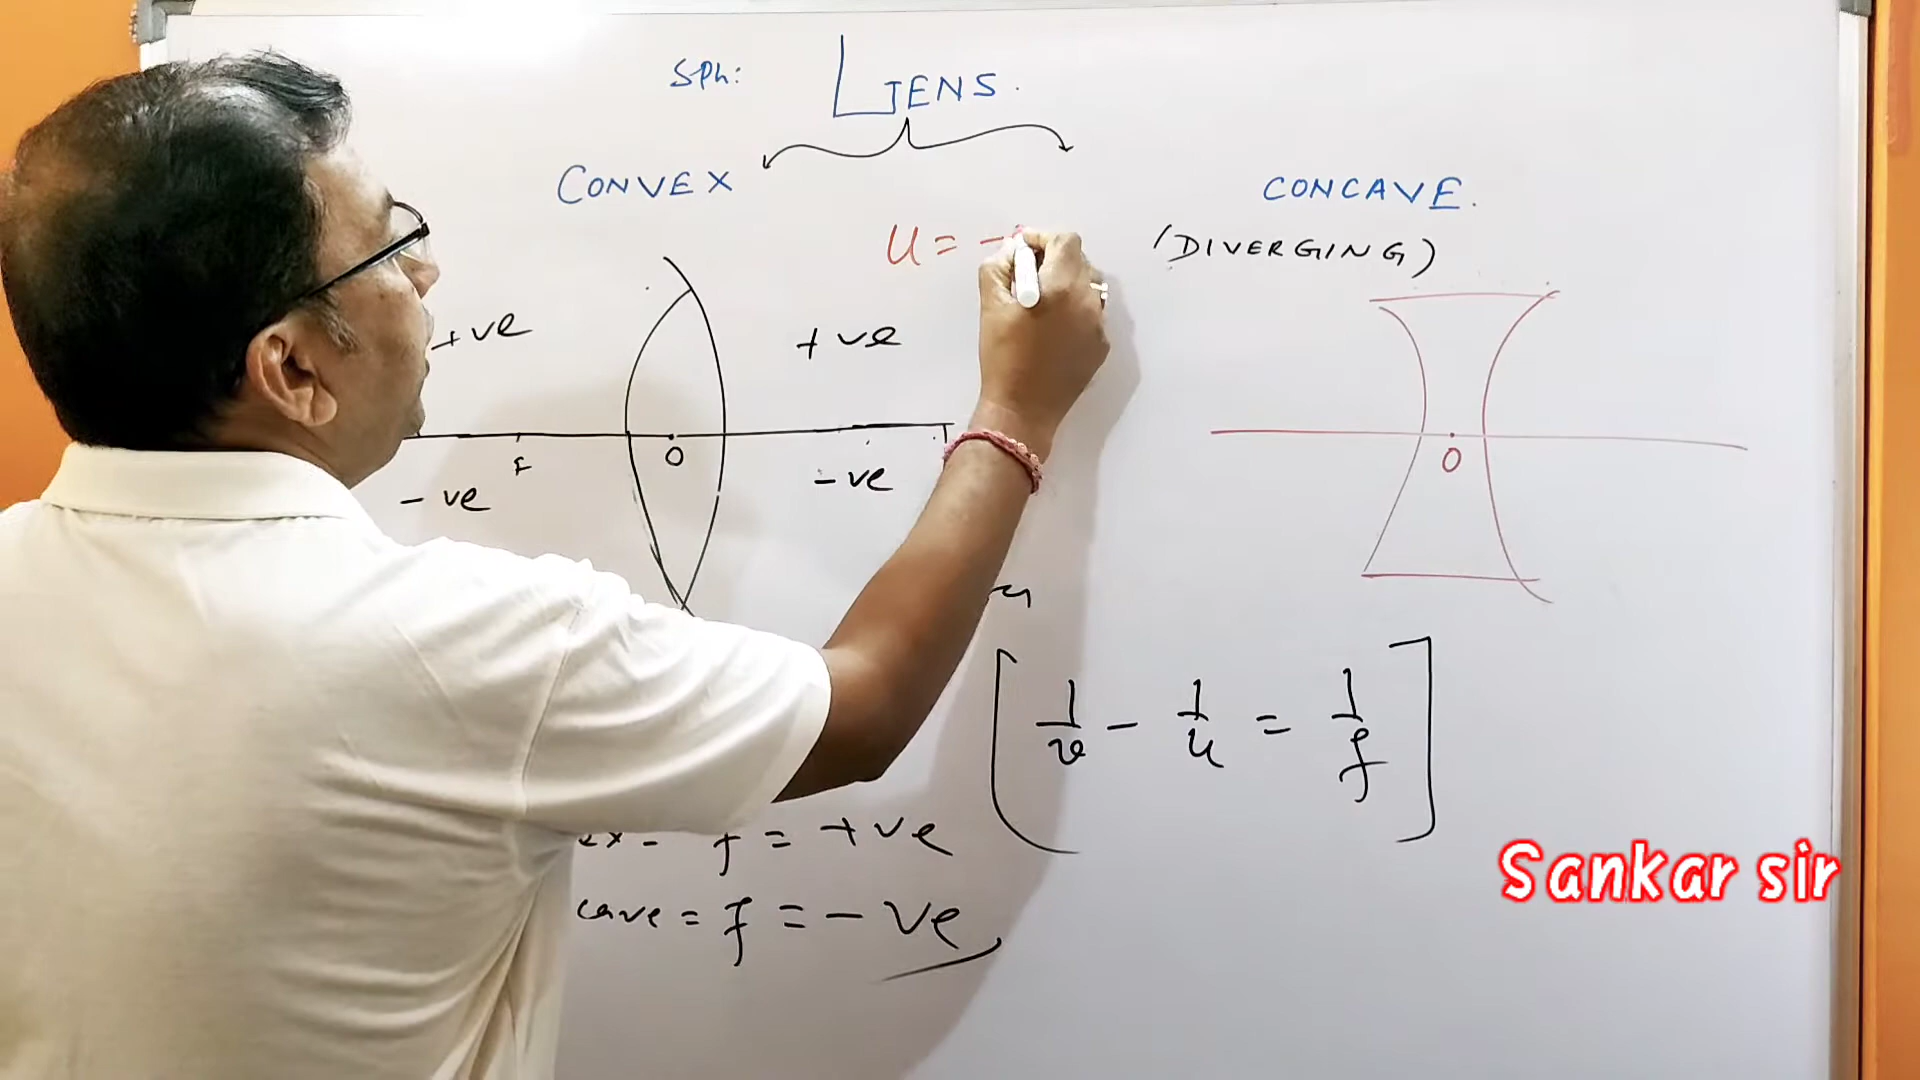 Sph: LENS.
CONVEX
CONCAVE.
U = -
(DIVERGING)
+ve
+ve
F
O
O
- ve
- ve
u
1/v - 1/u = 1/f
ex - f = +ve
cave = f = - ve
Sankar sir